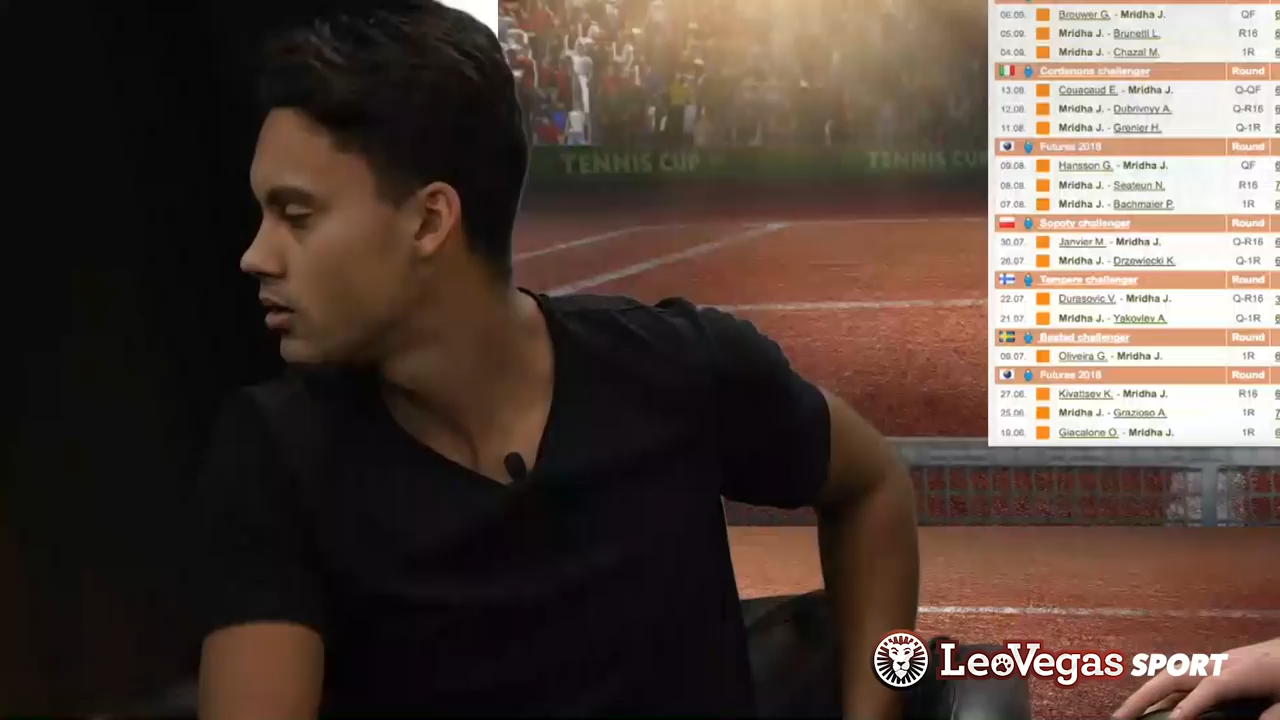 TENNIS CUP
TENNIS CUP
06.09. Brouwer G. - Mridha J. QF
05.09. Mridha J. - Brunetti L. R16
04.09. Mridha J. - Chazal M. 1R
Cordenons challenger Round
13.08. Couacaud E. - Mridha J. Q-QF
12.08. Mridha J. - Dubrivnyy A. Q-R16
11.08. Mridha J. - Grenier H. Q-1R
Futures 2018 Round
09.08. Hansson G. - Mridha J. QF
08.08. Mridha J. - Seateun N. R16
07.08. Mridha J. - Bachmaier P. 1R
Sopoty challenger Round
30.07. Janvier M. - Mridha J. Q-R16
28.07. Mridha J. - Drzewiecki K. Q-1R
Tampere challenger Round
22.07. Durasovic V. - Mridha J. Q-R16
21.07. Mridha J. - Yakovlev A. Q-1R
Bastad challenger Round
09.07. Oliveira G. - Mridha J. 1R
Futures 2018 Round
27.06. Kivattsev K. - Mridha J. R16
25.06. Mridha J. - Grazioso A. 1R
19.06. Giacalone O. - Mridha J. 1R
LeoVegas SPORT